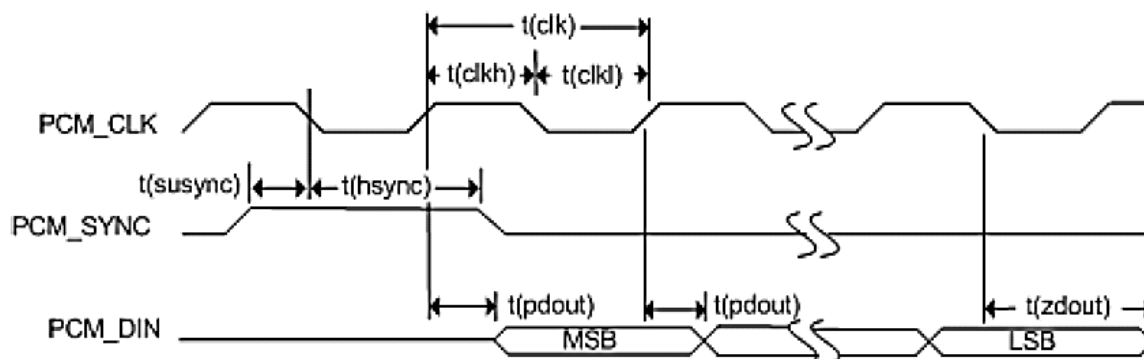 t(clk)
t(clkh)
t(clkl)
PCM_CLK
t(susync)
t(hsync)
PCM_SYNC
t(pdout)
t(pdout)
t(zdout)
PCM_DIN
MSB
LSB